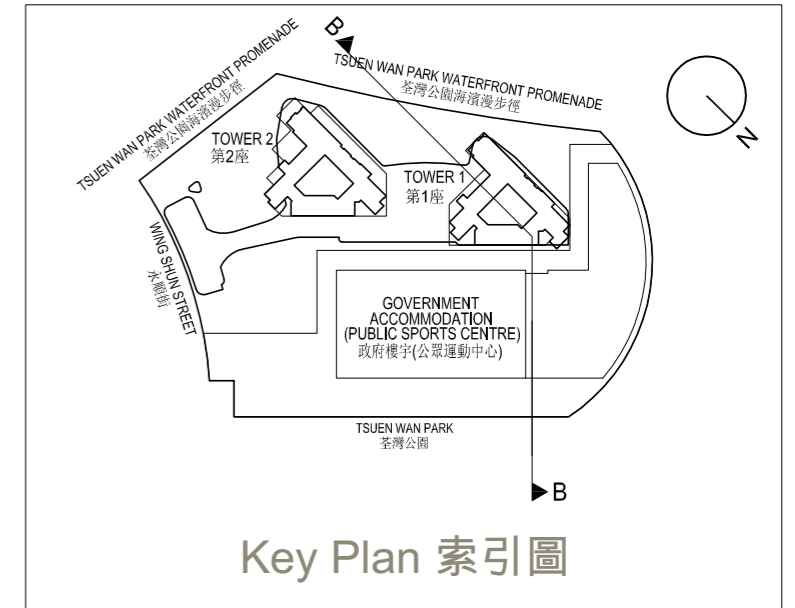 B
TSUEN WAN PARK WATERFRONT PROMENADE
荃灣公園海濱漫步徑
TSUEN WAN PARK WATERFRONT PROMENADE
荃灣公園海濱漫步徑
N
TOWER 2
第2座
TOWER 1
第1座
WING SHUN STREET
永順街
GOVERNMENT
ACCOMMODATION
(PUBLIC SPORTS CENTRE)
政府樓宇(公眾運動中心)
TSUEN WAN PARK
荃灣公園
B
Key Plan 索引圖